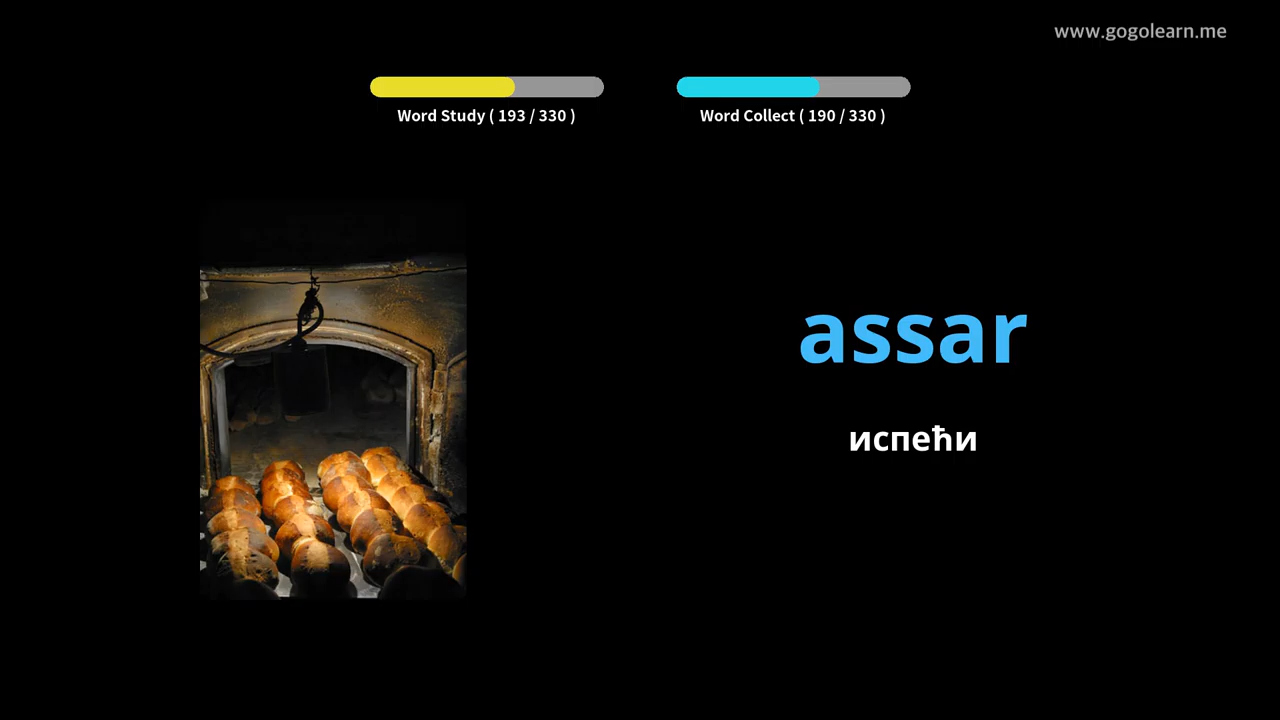 www.gogolearn.me
Word Study ( 193 / 330 )
Word Collect ( 190 / 330 )
assar
испећи